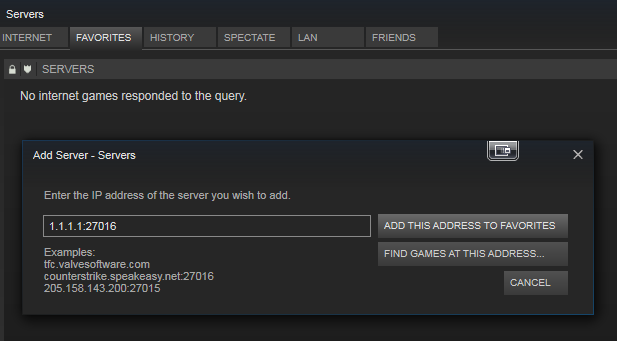 Servers
INTERNET FAVORITES HISTORY SPECTATE LAN FRIENDS
SERVERS
No internet games responded to the query.
Add Server - Servers
Enter the IP address of the server you wish to add.
1.1.1.1:27016 ADD THIS ADDRESS TO FAVORITES
FIND GAMES AT THIS ADDRESS...
Examples:
tfc.valvesoftware.com
counterstrike.speakeasy.net:27016
205.158.143.200:27015
CANCEL